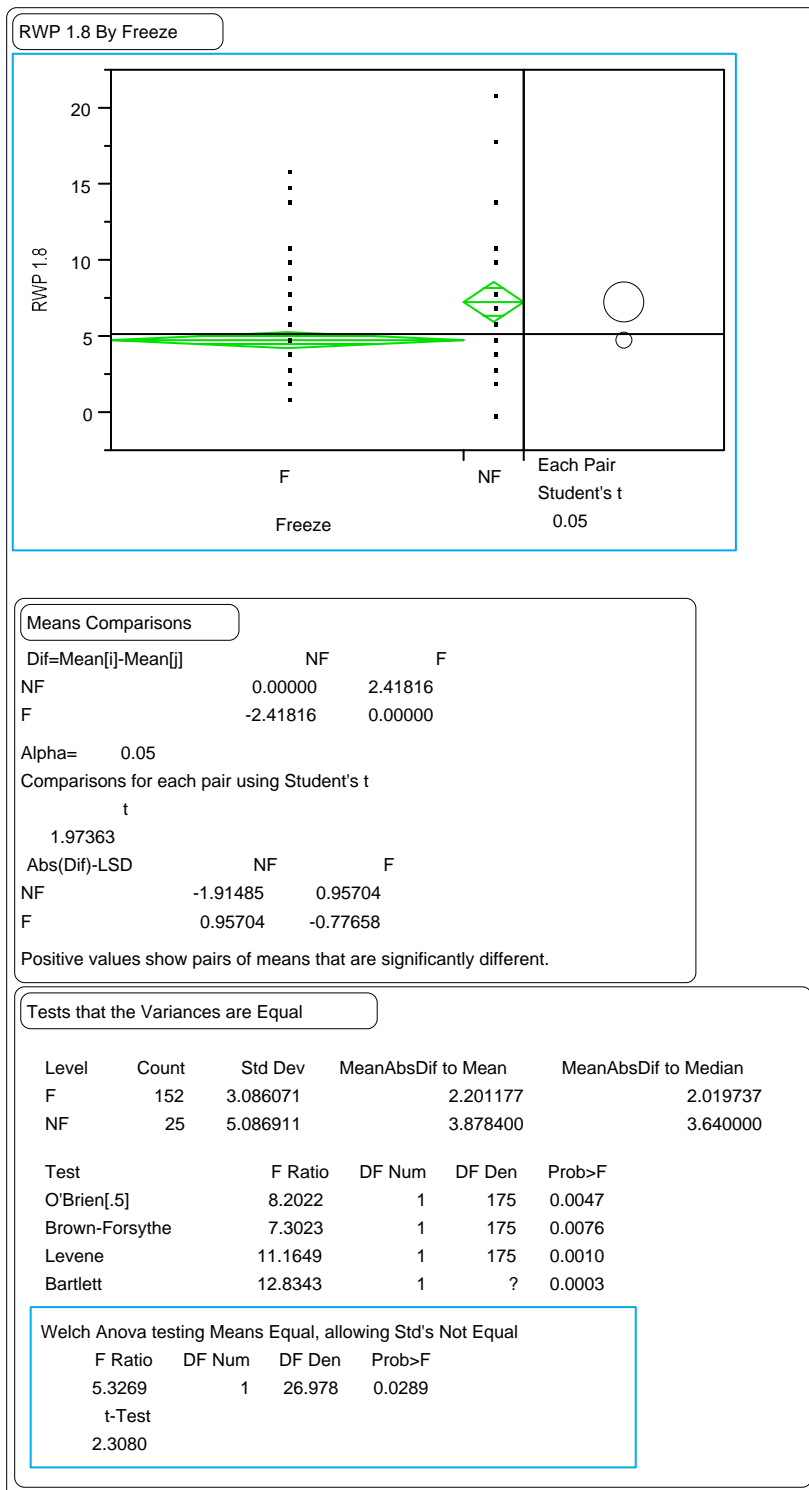 RWP 1.8 By Freeze
20
15
10
5
0
RWP 1.8
F
NF
Freeze
Each Pair
Student's t
0.05
Means Comparisons
Dif=Mean[i]-Mean[j] NF F
NF 0.00000 2.41816
F -2.41816 0.00000
Alpha= 0.05
Comparisons for each pair using Student's t
t
1.97363
Abs(Dif)-LSD NF F
NF -1.91485 0.95704
F 0.95704 -0.77658
Positive values show pairs of means that are significantly different.
Tests that the Variances are Equal
Level Count Std Dev MeanAbsDif to Mean MeanAbsDif to Median
F 152 3.086071 2.201177 2.019737
NF 25 5.086911 3.878400 3.640000
Test F Ratio DF Num DF Den Prob>F
O'Brien[.5] 8.2022 1 175 0.0047
Brown-Forsythe 7.3023 1 175 0.0076
Levene 11.1649 1 175 0.0010
Bartlett 12.8343 1 ? 0.0003
Welch Anova testing Means Equal, allowing Std's Not Equal
F Ratio DF Num DF Den Prob>F
5.3269 1 26.978 0.0289
t-Test
2.3080